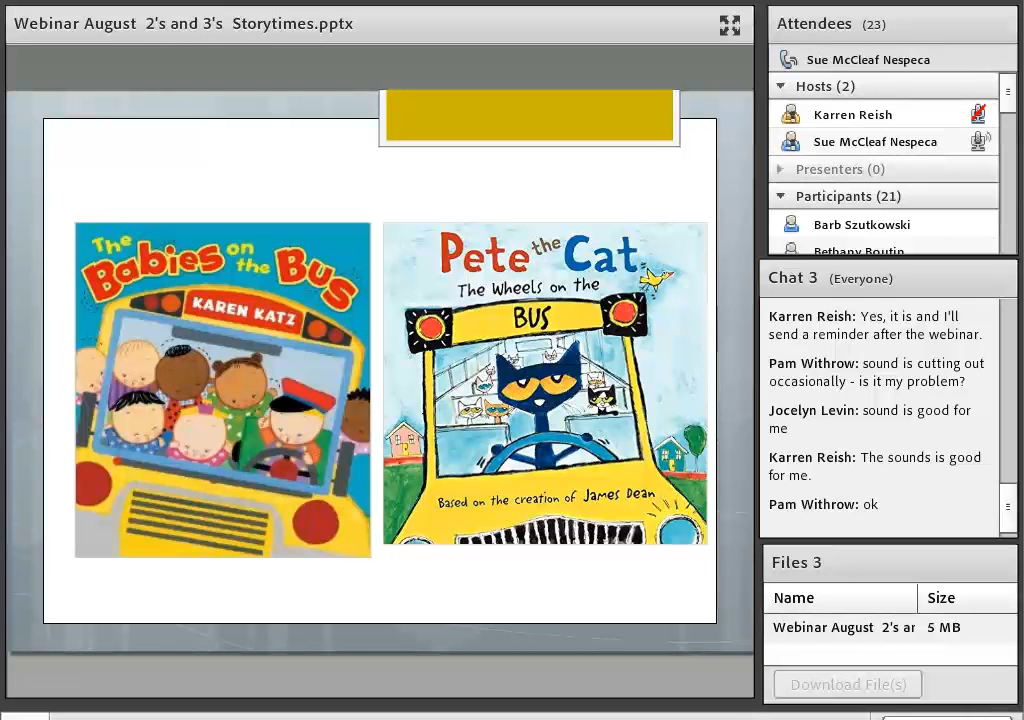 Webinar August  2's and 3's  Storytimes.pptx
The
Babies on
the Bus
KAREN KATZ
Pete the Cat
The Wheels on the
BUS
Based on the creation of James Dean
Attendees (23)
Sue McCleaf Nespeca
Hosts (2)
Karren Reish
Sue McCleaf Nespeca
Presenters (0)
Participants (21)
Barb Szutkowski
Bethany Boutin
Chat 3 (Everyone)
Karren Reish: Yes, it is and I'll
send a reminder after the webinar.
Pam Withrow: sound is cutting out
occasionally - is it my problem?
Jocelyn Levin: sound is good for
me
Karren Reish: The sounds is good
for me.
Pam Withrow: ok
Files 3
Name Size
Webinar August  2's ar 5 MB
Download File(s)